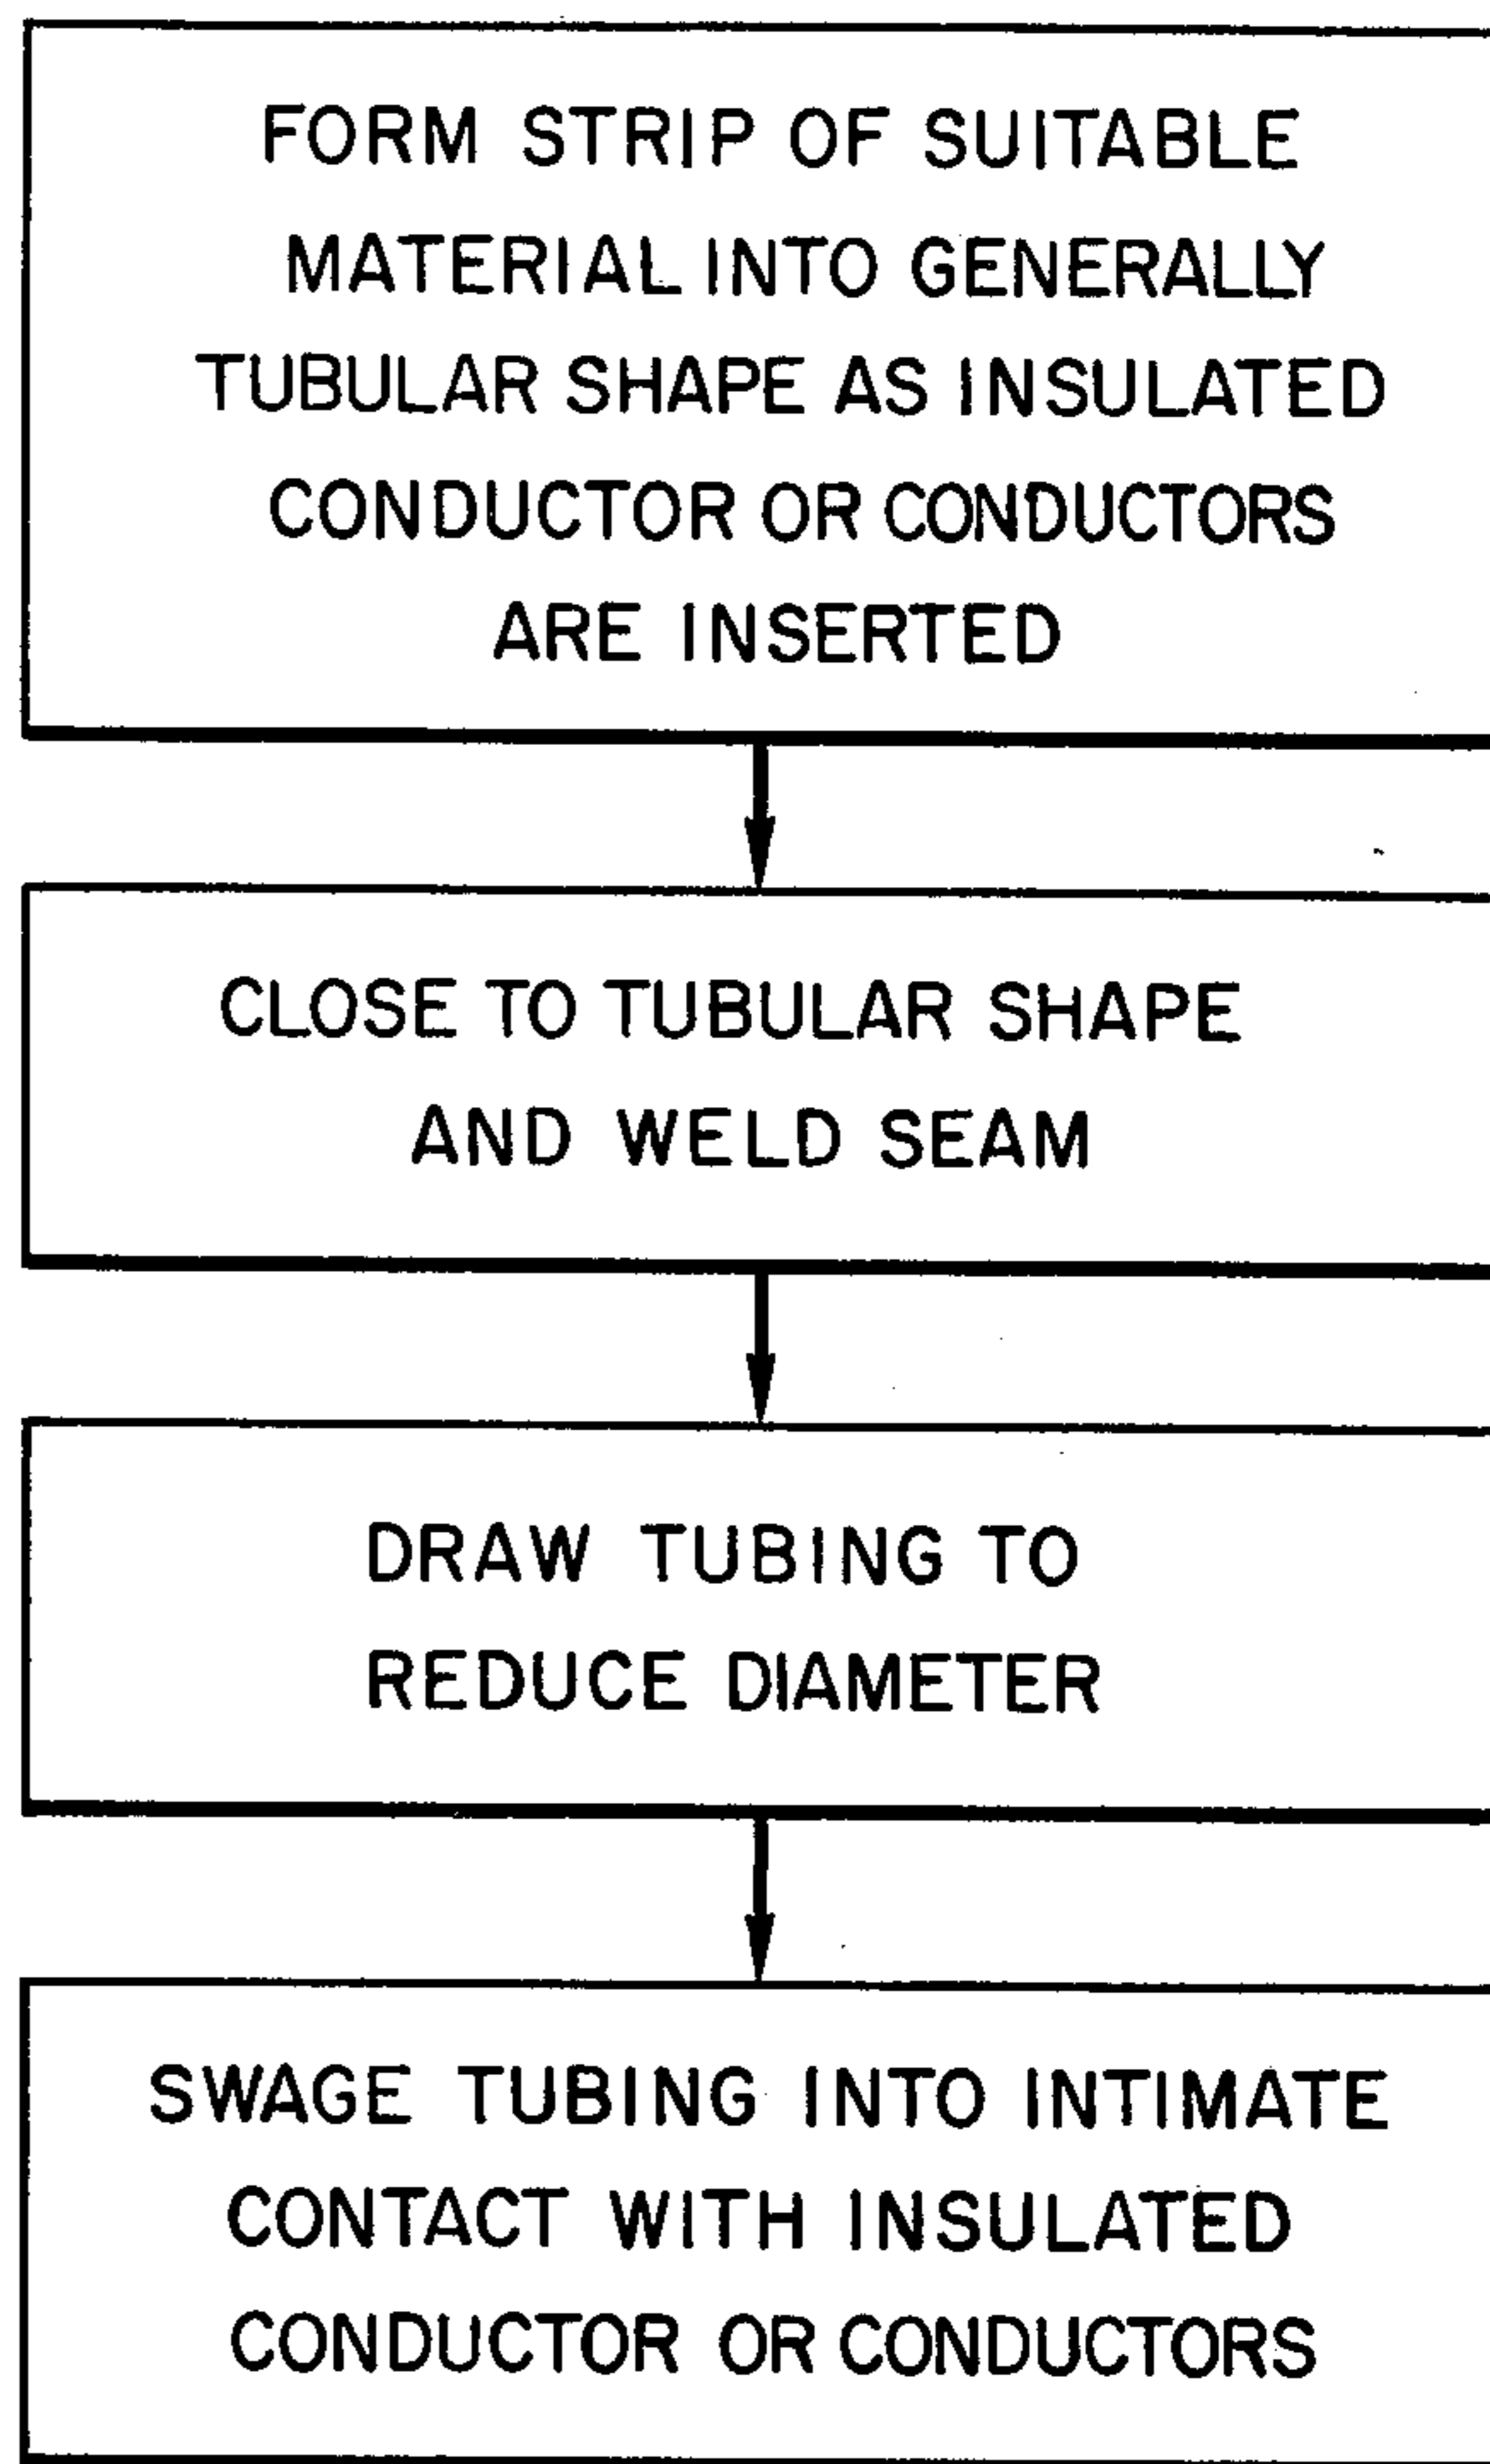 FORM STRIP OF SUITABLE
MATERIAL INTO GENERALLY
TUBULAR SHAPE AS INSULATED
CONDUCTOR OR CONDUCTORS
ARE INSERTED
CLOSE TO TUBULAR SHAPE
AND WELD SEAM
DRAW TUBING TO
REDUCE DIAMETER
SWAGE TUBING INTO INTIMATE
CONTACT WITH INSULATED
CONDUCTOR OR CONDUCTORS